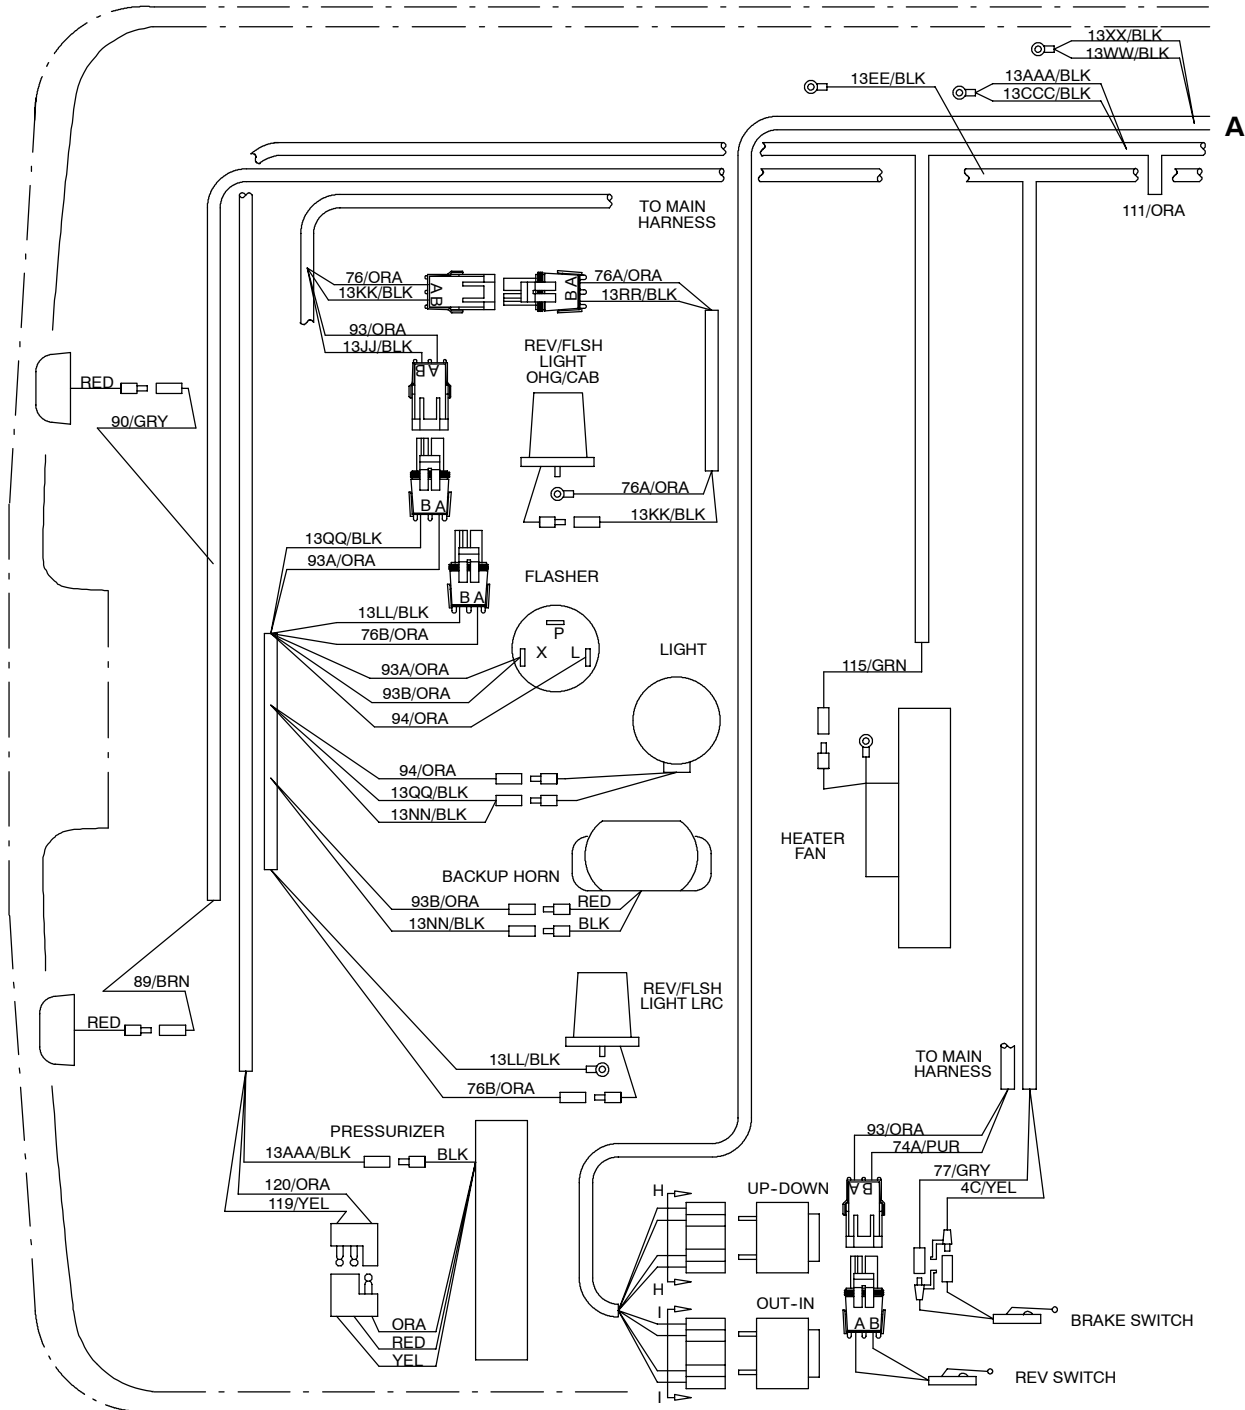 13XX/BLK
13WW/BLK
13EE/BLK
13AAA/BLK
13CCC/BLK
A
111/ORA
TO MAIN
HARNESS
76/ORA
13KK/BLK
A
B
A
B
76A/ORA
13RR/BLK
93/ORA
13JJ/BLK
B
A
REV/FLSH
LIGHT
OHG/CAB
RED
90/GRY
76A/ORA
13KK/BLK
B A
13QQ/BLK
93A/ORA
FLASHER
B A
13LL/BLK
76B/ORA
P
X
L
LIGHT
93A/ORA
93B/ORA
94/ORA
115/GRN
94/ORA
13QQ/BLK
13NN/BLK
HEATER
FAN
BACKUP HORN
93B/ORA
RED
13NN/BLK
BLK
89/BRN
RED
REV/FLSH
LIGHT LRC
13LL/BLK
76B/ORA
TO MAIN
HARNESS
PRESSURIZER
13AAA/BLK
BLK
120/ORA
119/YEL
93/ORA
74A/PUR
77/GRY
4C/YEL
A B
H
UP-DOWN
H
I
OUT-IN
A B
BRAKE SWITCH
ORA
RED
YEL
REV SWITCH
I